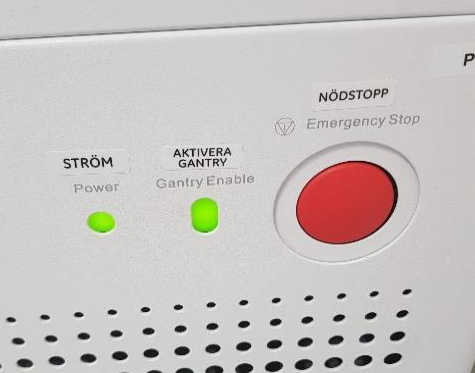 P
NÖDSTOPP
Emergency Stop
STRÖM
Power
AKTIVERA
GANTRY
Gantry Enable